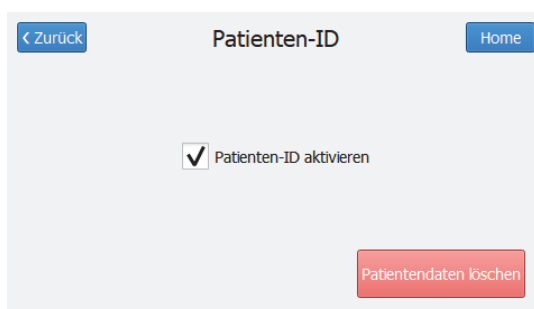 < Zurück
Patienten-ID
Home
Patienten-ID aktivieren
Patientendaten löschen